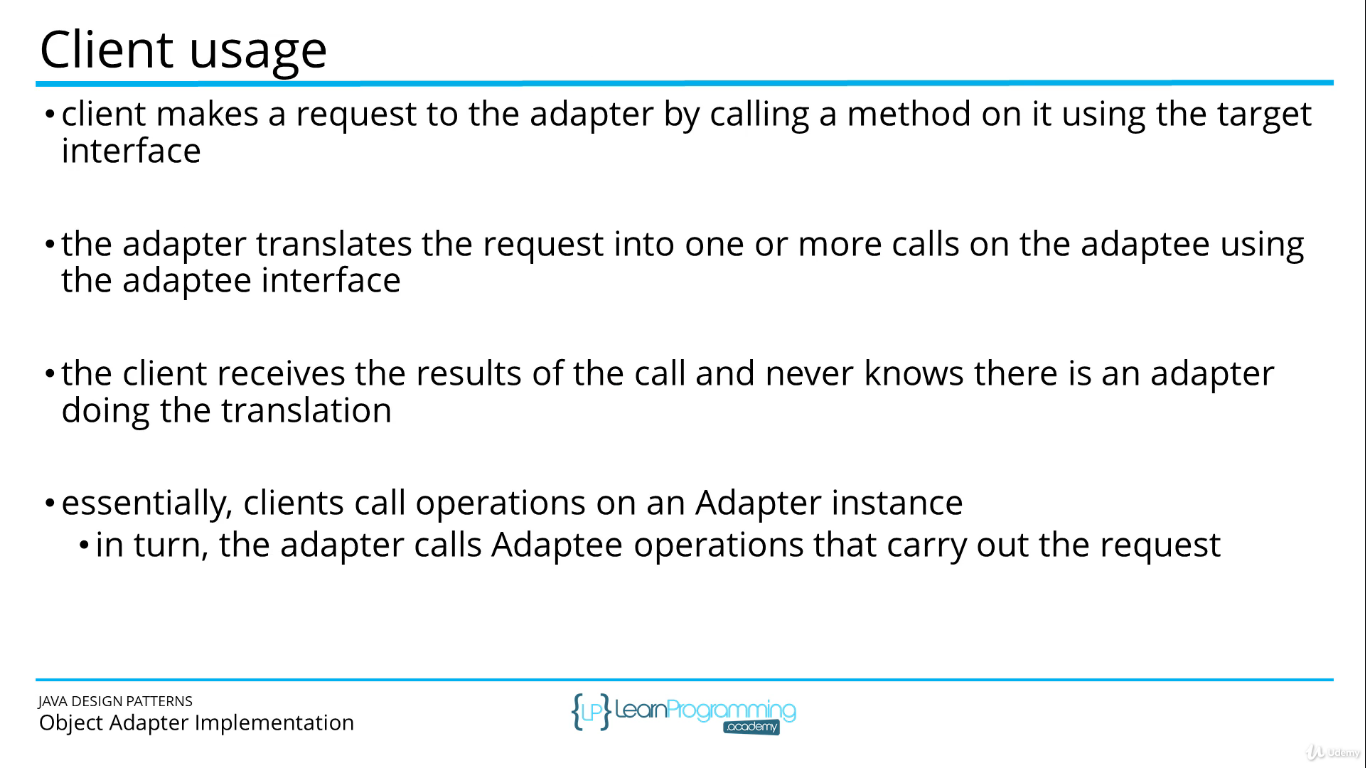 Client usage
• client makes a request to the adapter by calling a method on it using the target
interface
• the adapter translates the request into one or more calls on the adaptee using
the adaptee interface
• the client receives the results of the call and never knows there is an adapter
doing the translation
• essentially, clients call operations on an Adapter instance
• in turn, the adapter calls Adaptee operations that carry out the request
JAVA DESIGN PATTERNS
Object Adapter Implementation
{LP} LearnProgramming
.academy
Udemy